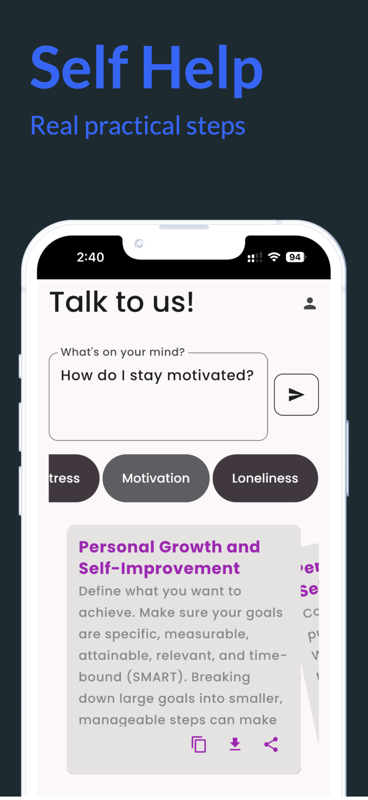 Self Help
Real practical steps
2:40
94
Talk to us!
What's on your mind?
How do I stay motivated?
tress
Motivation
Loneliness
Personal Growth and
Self-Improvement
Define what you want to
achieve. Make sure your goals
are specific, measurable,
attainable, relevant, and time-
bound (SMART). Breaking
down large goals into smaller,
manageable steps can make